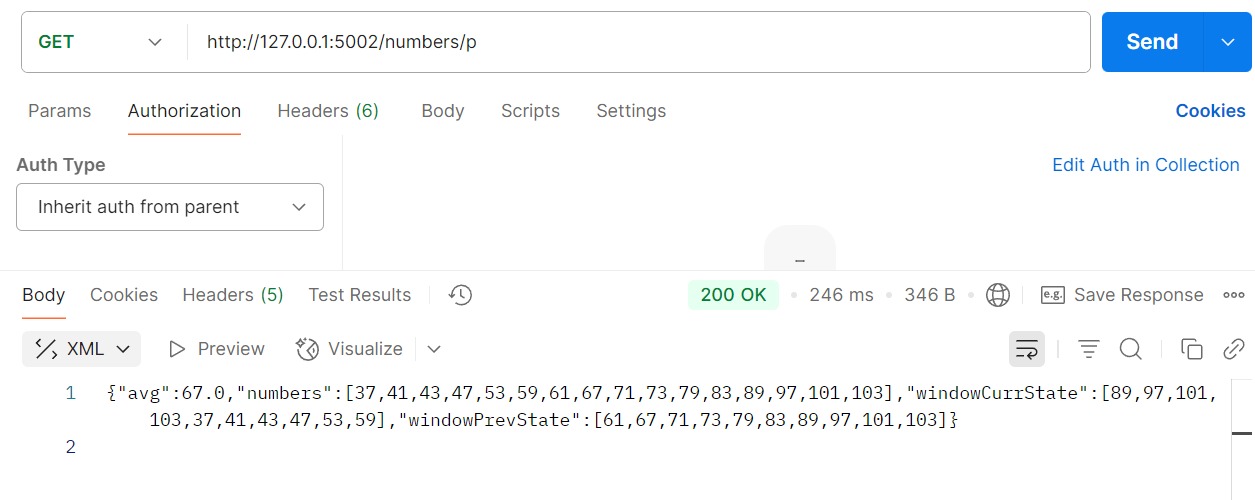 GET http://127.0.0.1:5002/numbers/p Send
Params Authorization Headers (6) Body Scripts Settings Cookies
Auth Type Edit Auth in Collection
Inherit auth from parent
Body Cookies Headers (5) Test Results 200 OK • 246 ms • 346 B • e.g. Save Response
XML Preview Visualize
1 {"avg":67.0,"numbers":[37,41,43,47,53,59,61,67,71,73,79,83,89,97,101,103],"windowCurrState":[89,97,101,
103,37,41,43,47,53,59],"windowPrevState":[61,67,71,73,79,83,89,97,101,103]}
2